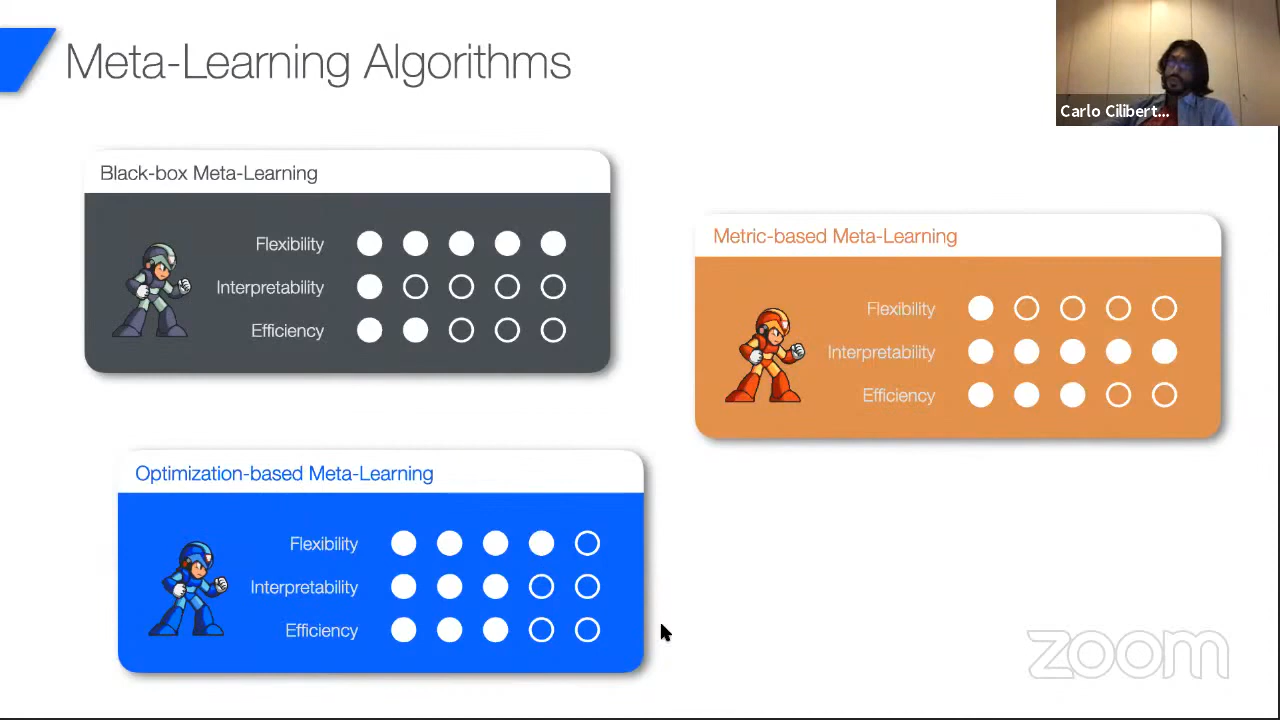 Meta-Learning Algorithms
Carlo Cilibert...
Black-box Meta-Learning
Flexibility
Interpretability
Efficiency
Metric-based Meta-Learning
Flexibility
Interpretability
Efficiency
Optimization-based Meta-Learning
Flexibility
Interpretability
Efficiency
zoom